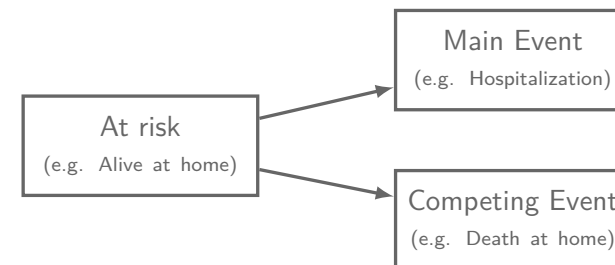 Main Event
(e.g. Hospitalization)
At risk
(e.g. Alive at home)
Competing Event
(e.g. Death at home)